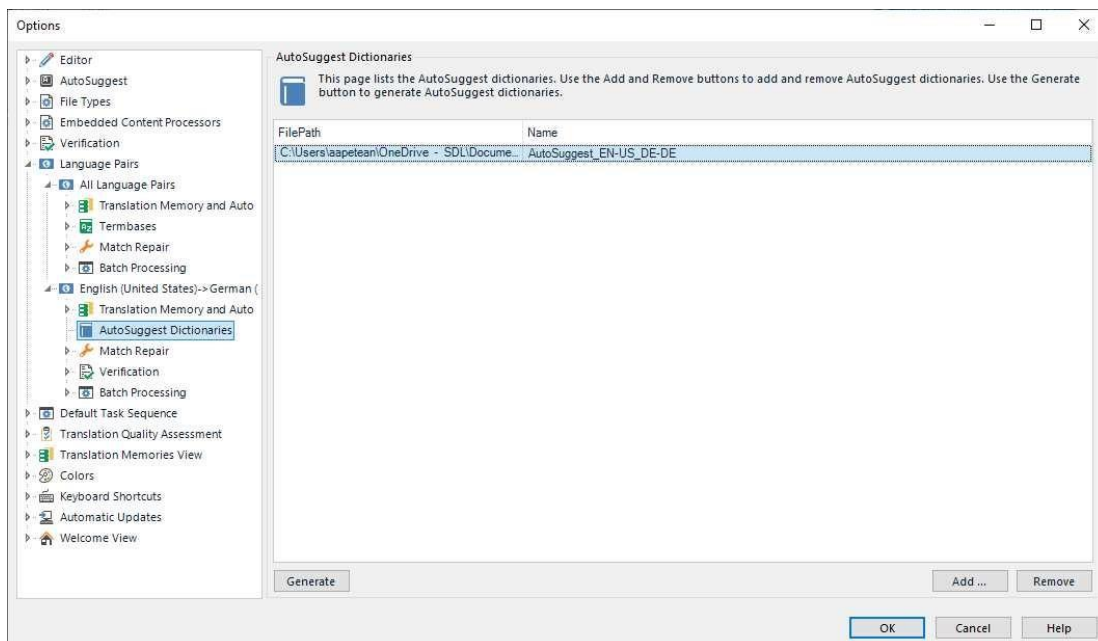 Options
Editor
AutoSuggest
File Types
Embedded Content Processors
Verification
Language Pairs
All Language Pairs
Translation Memory and Auto
Termbases
Match Repair
Batch Processing
English (United States)->German (
Translation Memory and Auto
AutoSuggest Dictionaries
Match Repair
Verification
Batch Processing
Default Task Sequence
Translation Quality Assessment
Translation Memories View
Colors
Keyboard Shortcuts
Automatic Updates
Welcome View
AutoSuggest Dictionaries
This page lists the AutoSuggest dictionaries. Use the Add and Remove buttons to add and remove AutoSuggest dictionaries. Use the Generate
button to generate AutoSuggest dictionaries.
FilePath Name
C:\Users\aapetean\OneDrive - SDL\Docume... AutoSuggest_EN-US_DE-DE
Generate Add ... Remove
OK Cancel Help